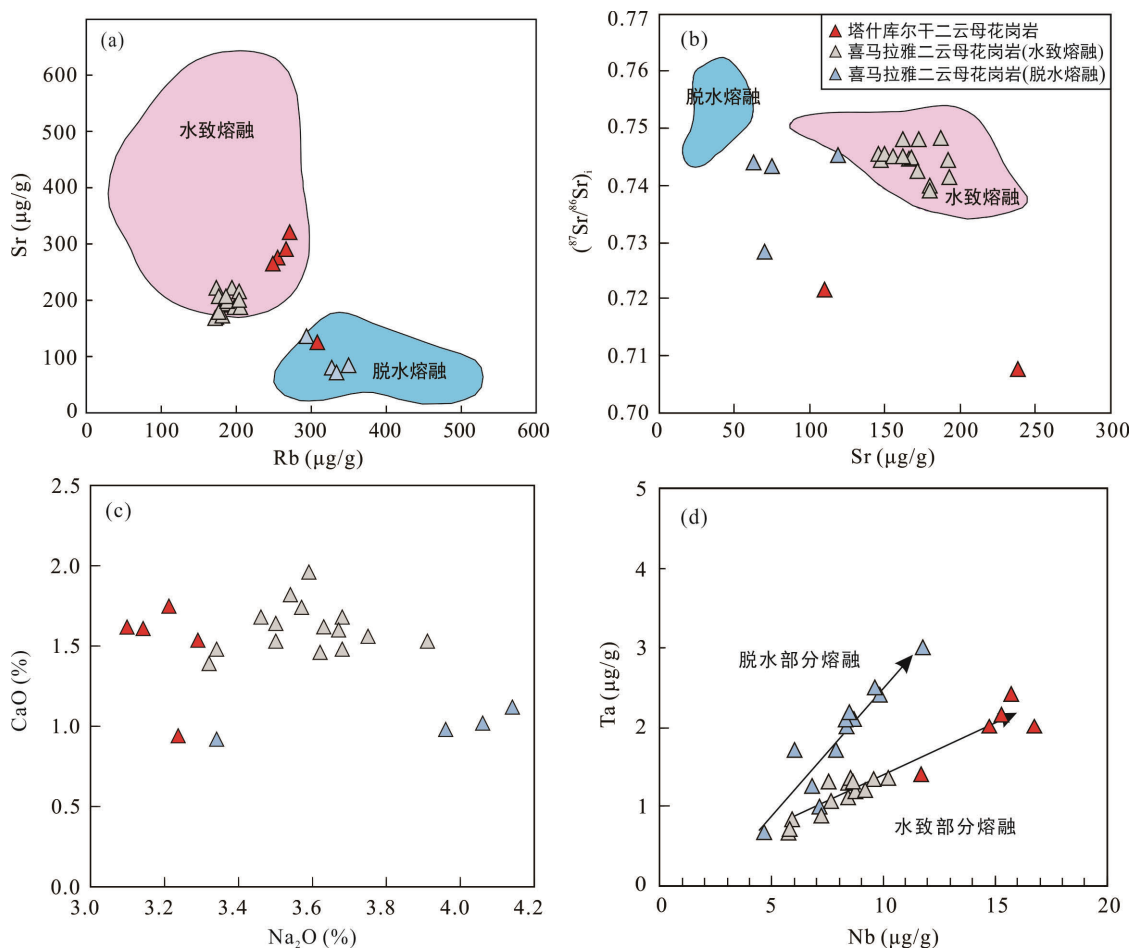 (a)
600
500
400
300
200
100
0
Sr (μg/g)
水致熔融
脱水熔融
0 100 200 300 400 500 600
Rb (μg/g)
(b)
0.77
0.76
0.75
0.74
0.73
0.72
0.71
0.70
(⁸⁷Sr/⁸⁶Sr)i
塔什库尔干二云母花岗岩
喜马拉雅二云母花岗岩(水致熔融)
喜马拉雅二云母花岗岩(脱水熔融)
脱水熔融
水致熔融
0 50 100 150 200 250 300
Sr (μg/g)
(c)
2.5
2.0
1.5
1.0
0.5
0.0
CaO (%)
3.0 3.2 3.4 3.6 3.8 4.0 4.2
Na₂O (%)
(d)
5
4
3
2
1
0
Ta (μg/g)
脱水部分熔融
水致部分熔融
0 5 10 15 20
Nb (μg/g)